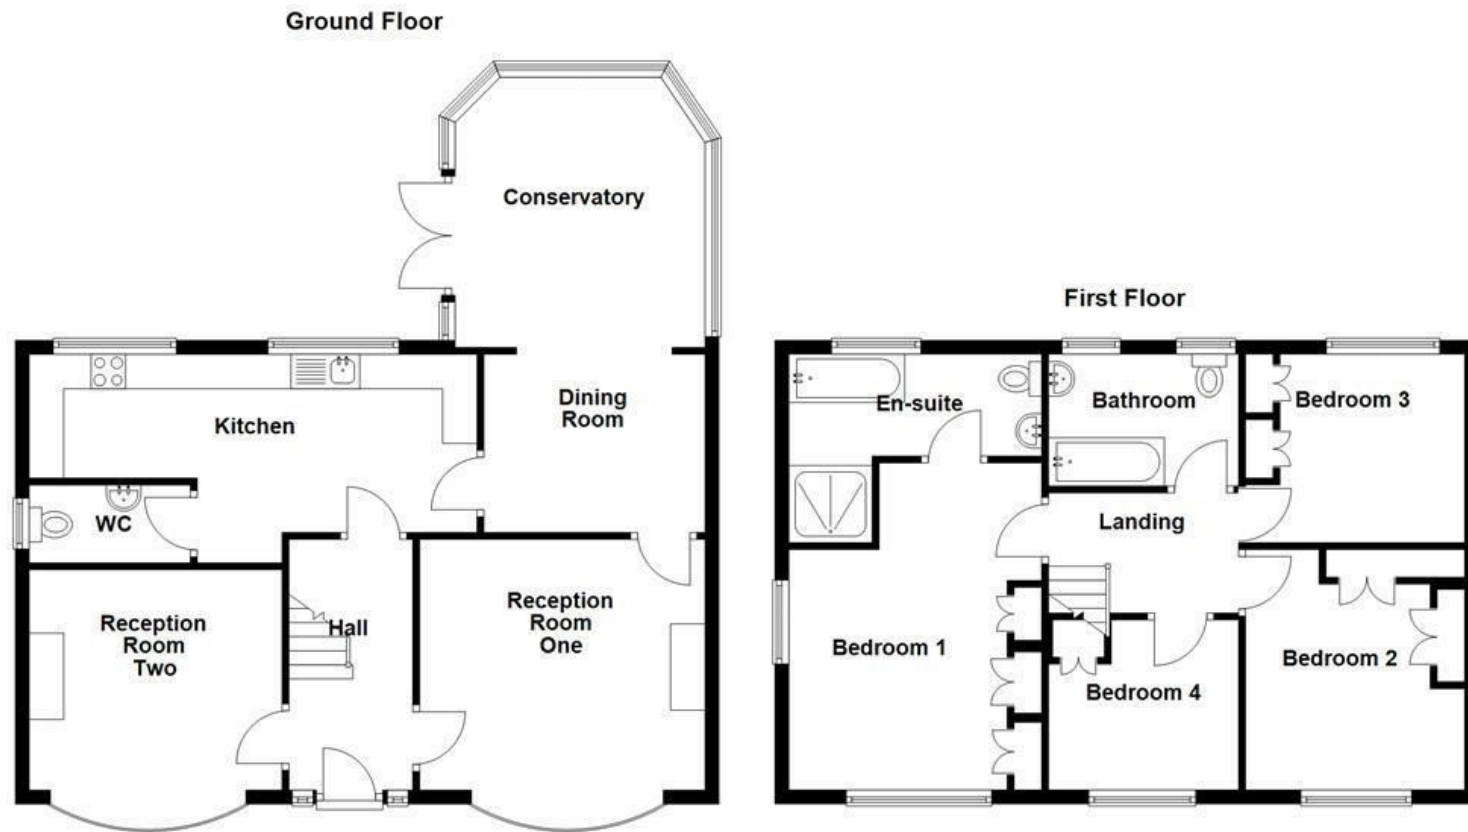 Ground Floor
Conservatory
Kitchen
Dining
Room
WC
Reception
Room
Two
Hall
Reception
Room
One
First Floor
En-suite
Bathroom
Bedroom 3
Landing
Bedroom 1
Bedroom 4
Bedroom 2